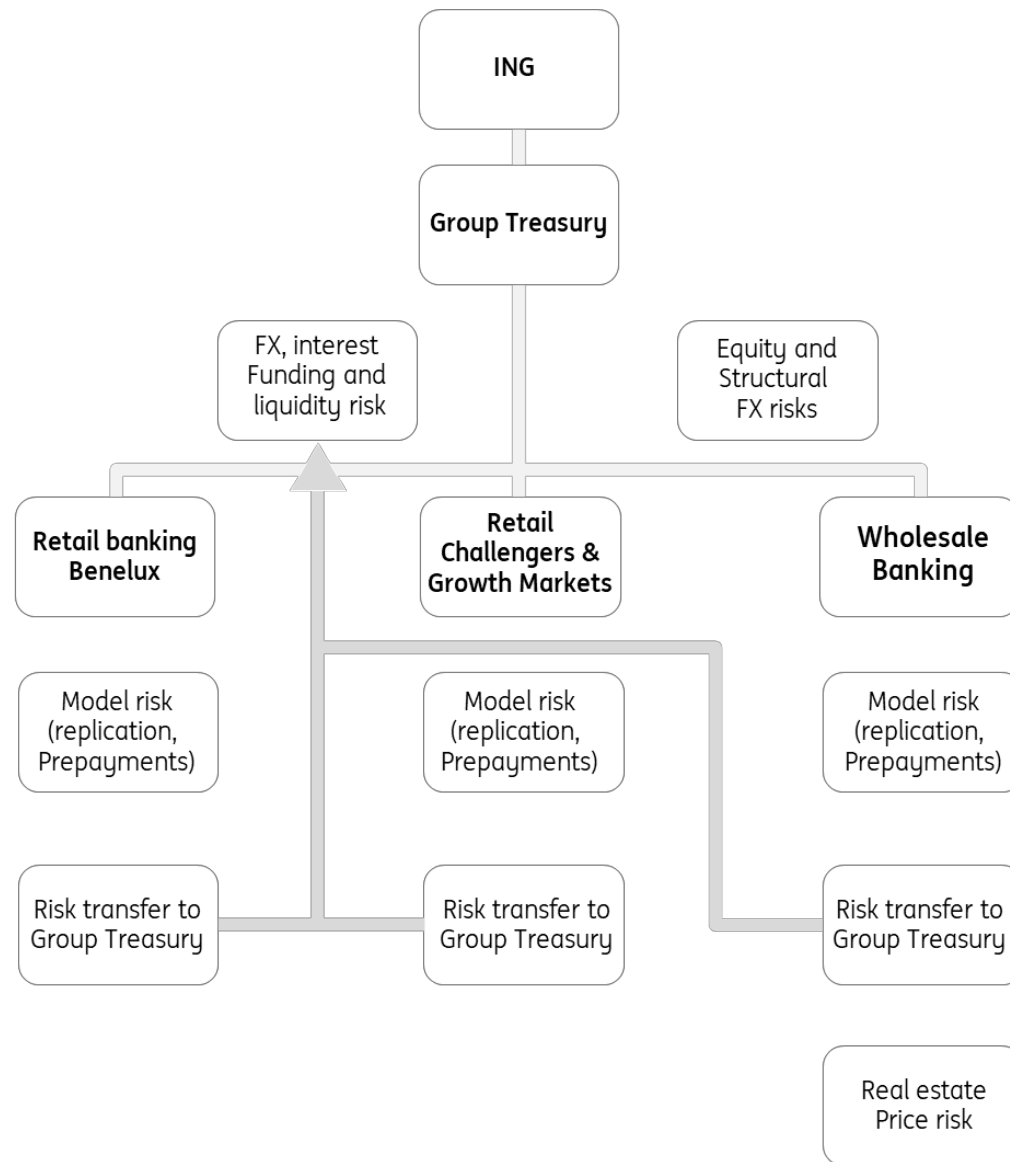 ING
Group Treasury
FX, interest
Funding and
liquidity risk
Equity and
Structural
FX risks
Retail banking
Benelux
Retail
Challengers &
Growth Markets
Wholesale
Banking
Model risk
(replication,
Prepayments)
Model risk
(replication,
Prepayments)
Model risk
(replication,
Prepayments)
Risk transfer to
Group Treasury
Risk transfer to
Group Treasury
Risk transfer to
Group Treasury
Real estate
Price risk